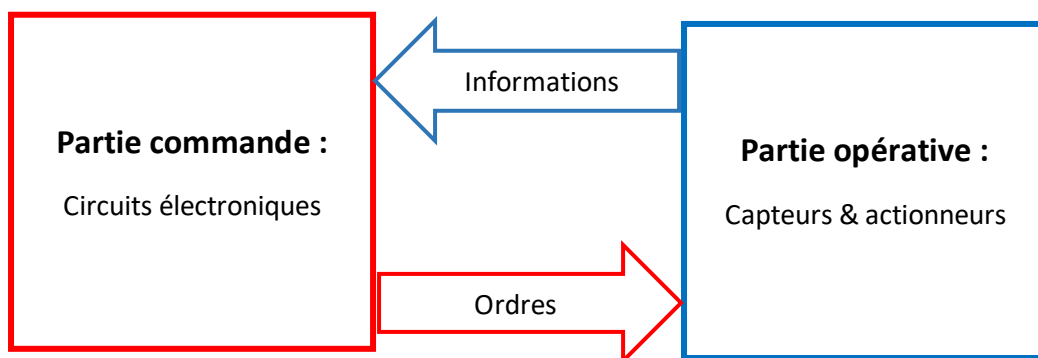 Informations
Partie commande :
Circuits électroniques
Partie opérative :
Capteurs & actionneurs
Ordres